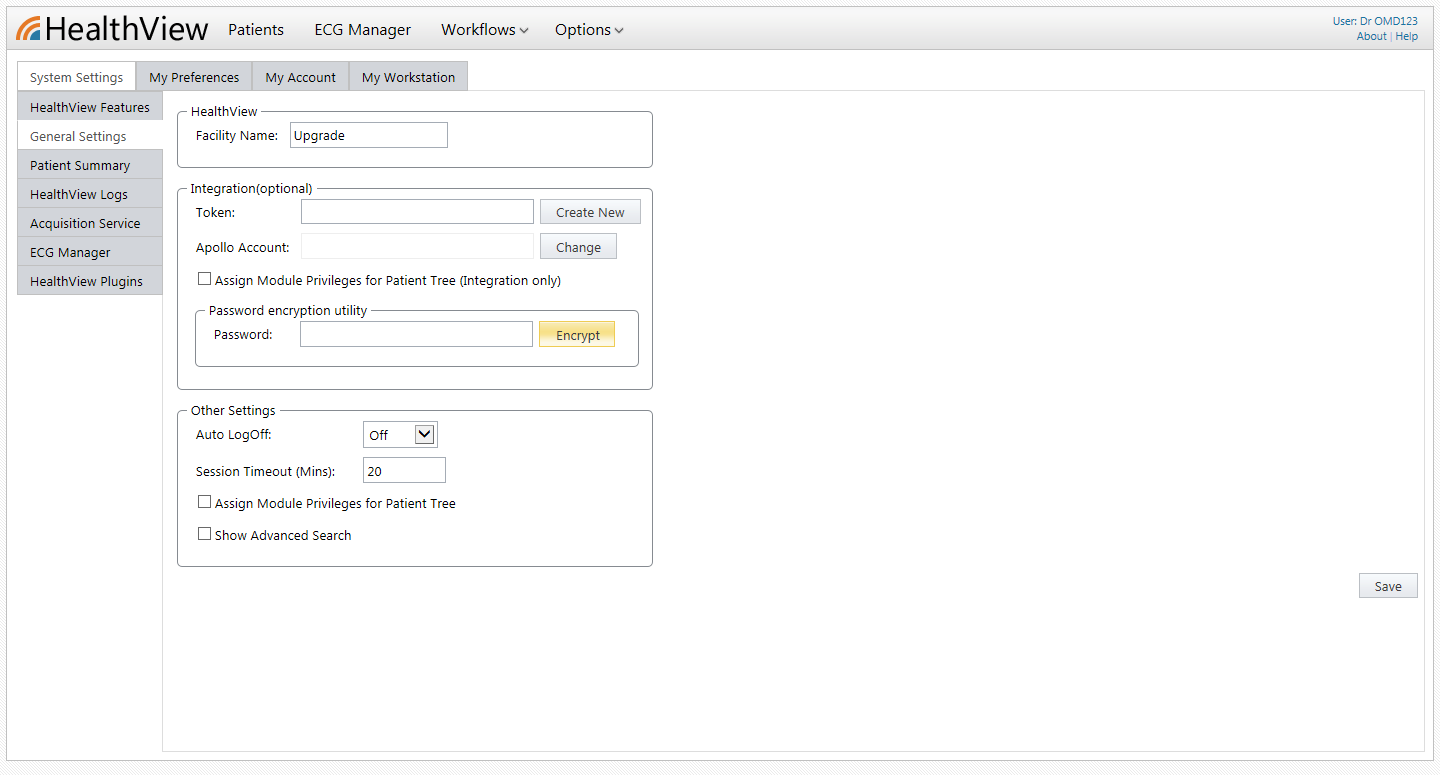 HealthView Patients ECG Manager Workflows Options
User: Dr OMD123
About | Help
System Settings My Preferences My Account My Workstation
HealthView Features
General Settings
Patient Summary
HealthView Logs
Acquisition Service
ECG Manager
HealthView Plugins
HealthView
Facility Name: Upgrade
Integration(optional)
Token: Create New
Apollo Account: Change
Assign Module Privileges for Patient Tree (Integration only)
Password encryption utility
Password: Encrypt
Other Settings
Auto LogOff: Off
Session Timeout (Mins): 20
Assign Module Privileges for Patient Tree
Show Advanced Search
Save